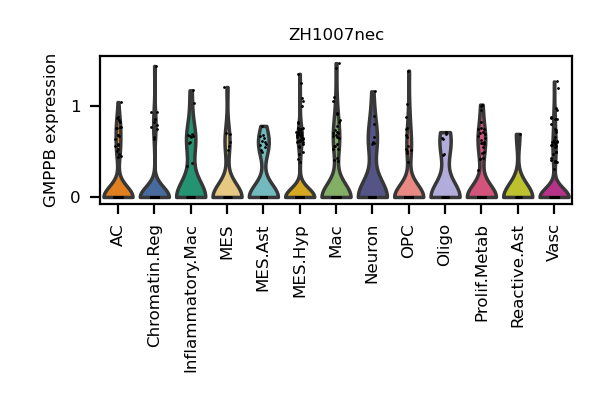 ZH1007nec
GMPPB expression
1
0
AC
Chromatin.Reg
Inflammatory.Mac
MES
MES.Ast
MES.Hyp
Mac
Neuron
OPC
Oligo
Prolif.Metab
Reactive.Ast
Vasc